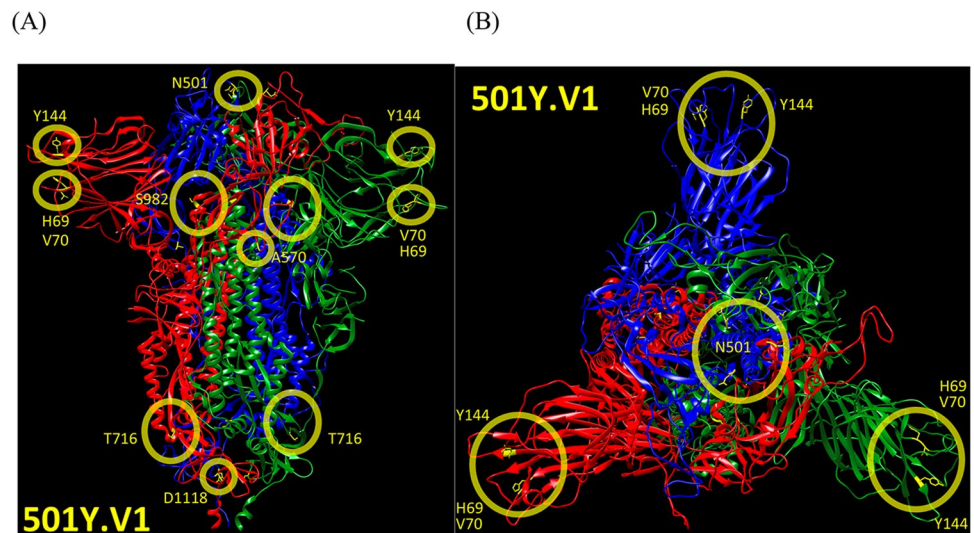 (A)
(B)
N501
Y144
Y144
H69
V70
S982
V70
H69
A570
T716
T716
D1118
501Y.V1
501Y.V1
V70
H69
Y144
N501
Y144
H69
V70
H69
V70
Y144